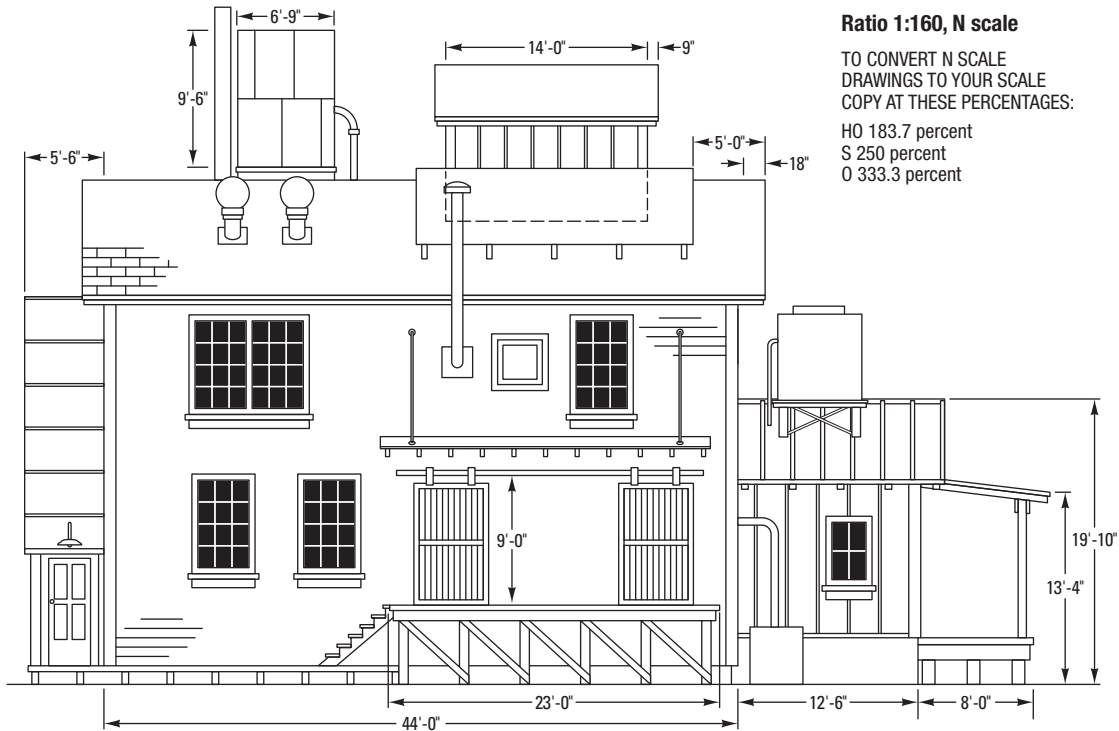 6'-9"
14'-0"
9"
Ratio 1:160, N scale
TO CONVERT N SCALE
DRAWINGS TO YOUR SCALE
COPY AT THESE PERCENTAGES:
HO 183.7 percent
S 250 percent
O 333.3 percent
9'-6"
5'-6"
5'-0"
18"
9'-0"
19'-10"
13'-4"
23'-0"
12'-6"
8'-0"
44'-0"